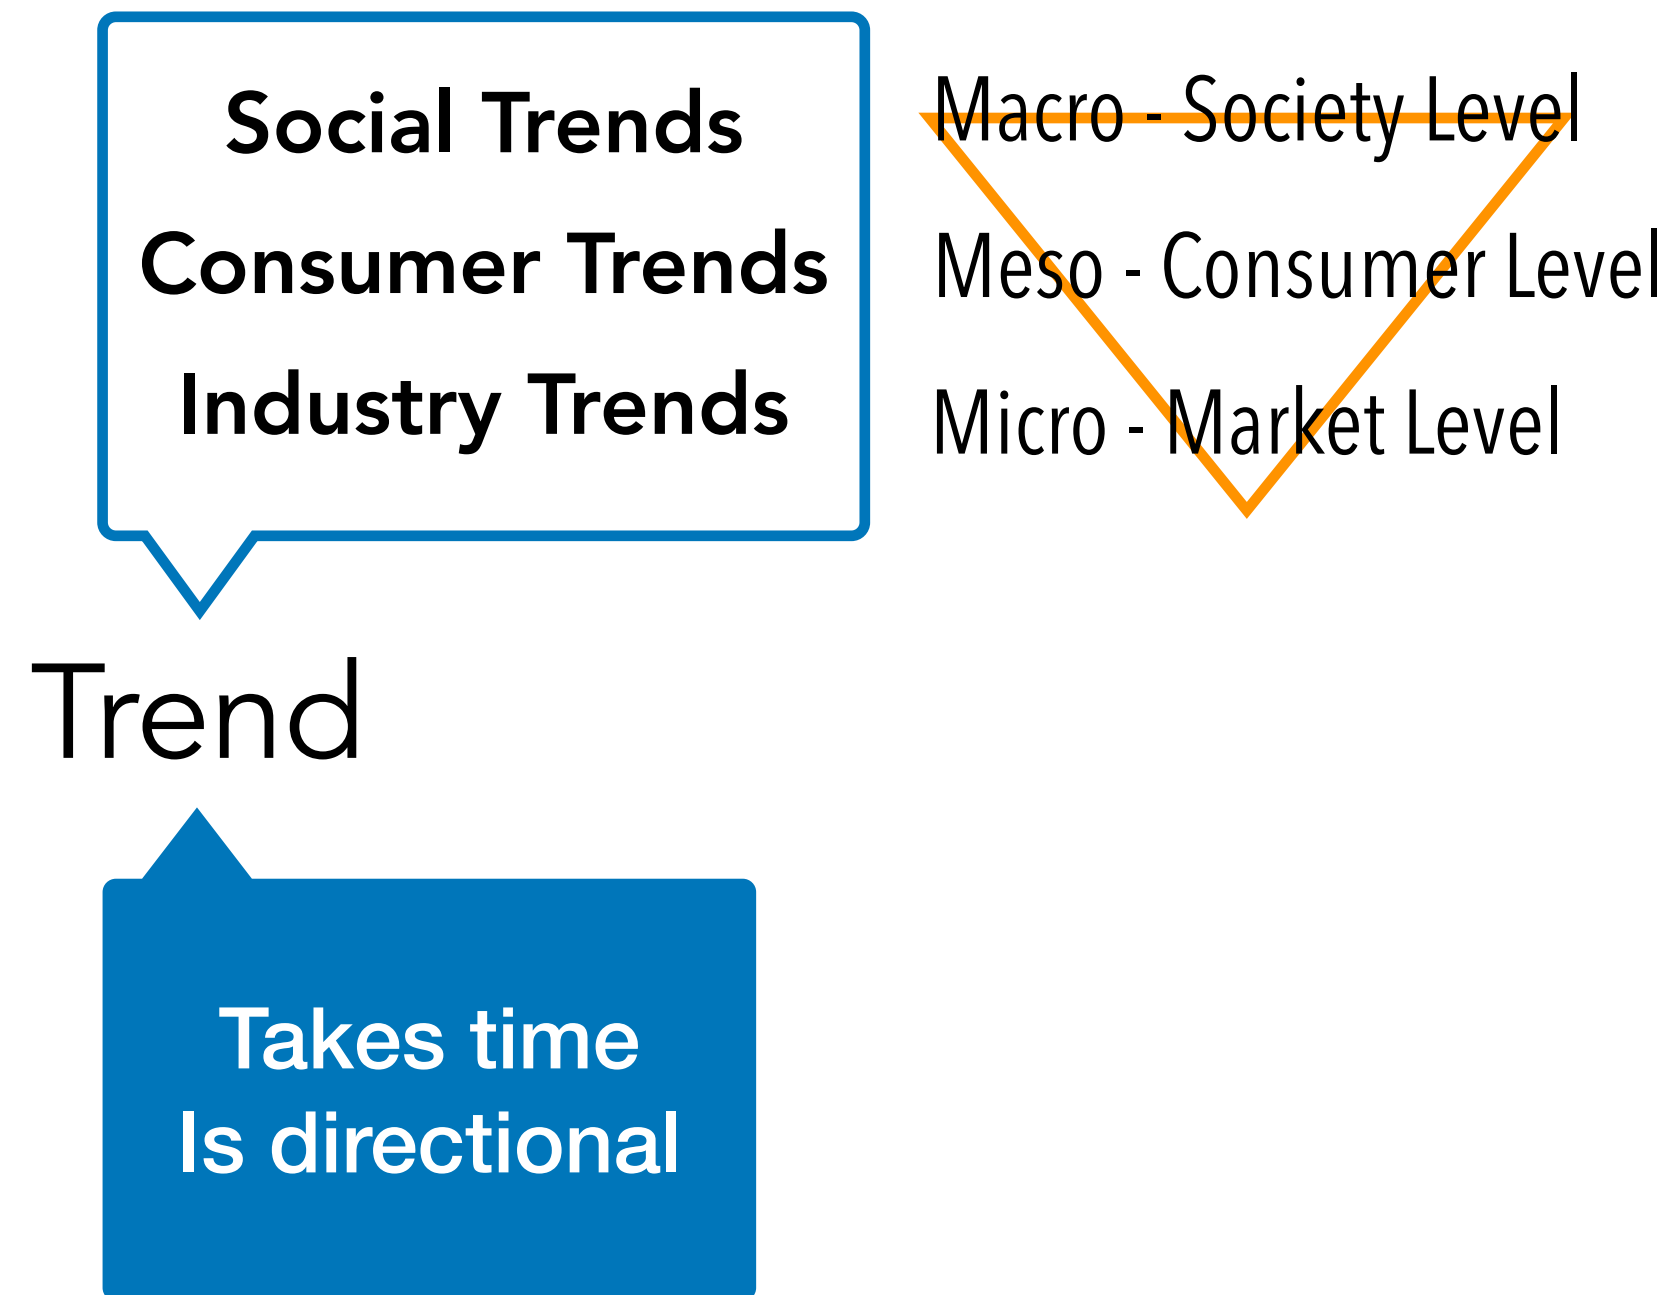 Social Trends
Consumer Trends
Industry Trends
Macro - Society Level
Meso - Consumer Level
Micro - Market Level
Trend
Takes time
Is directional